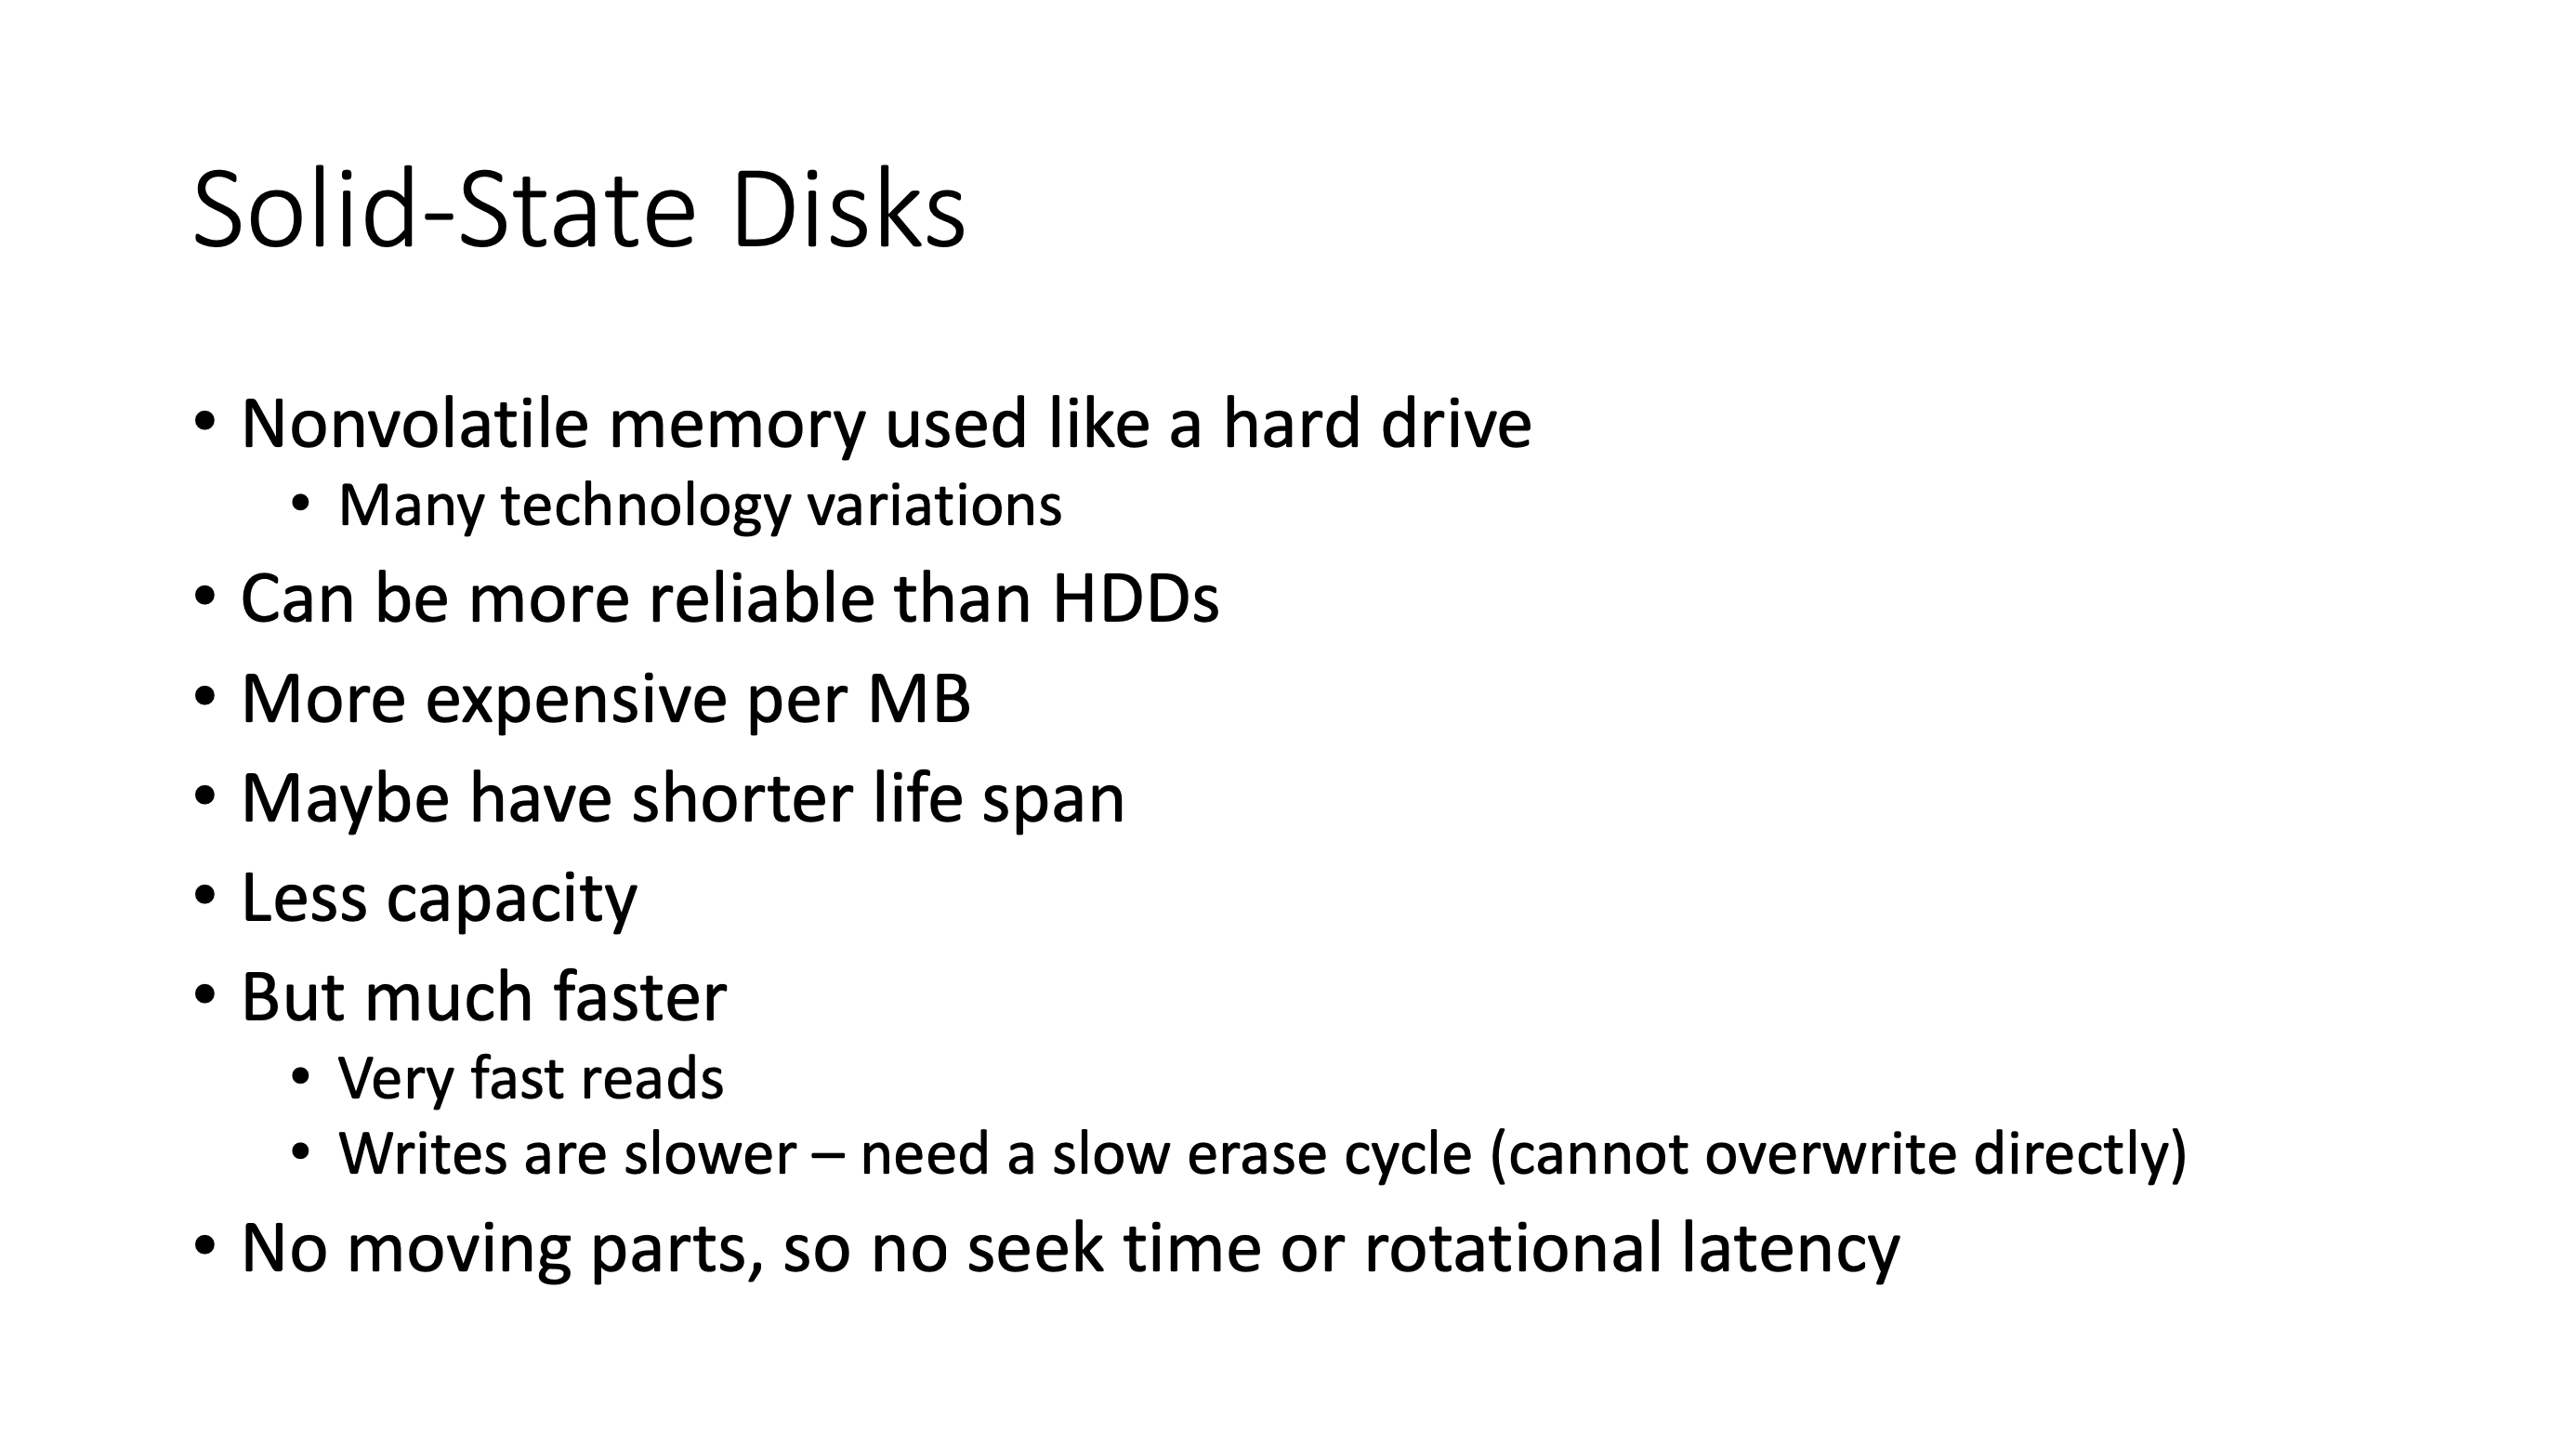 Solid-State Disks
• Nonvolatile memory used like a hard drive
• Many technology variations
• Can be more reliable than HDDs
• More expensive per MB
• Maybe have shorter life span
• Less capacity
• But much faster
• Very fast reads
• Writes are slower – need a slow erase cycle (cannot overwrite directly)
• No moving parts, so no seek time or rotational latency